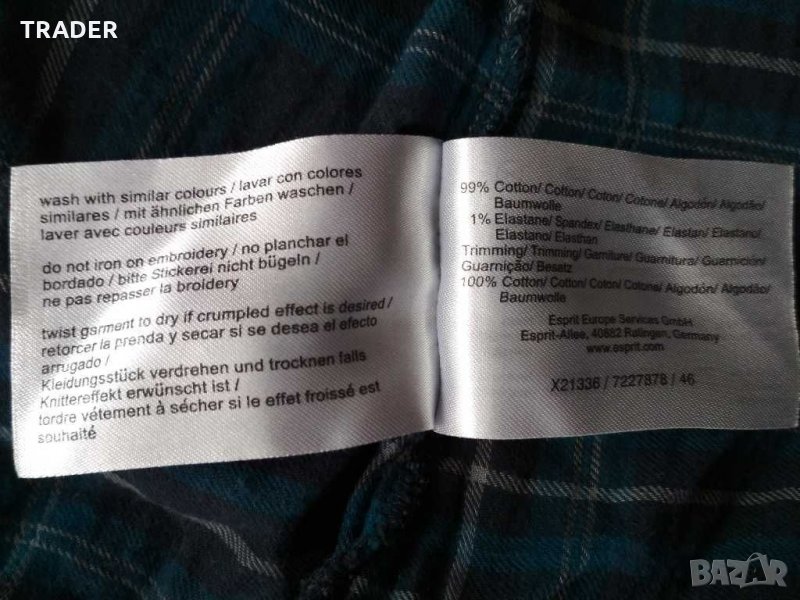 TRADER
wash with similar colours / lavar con colores
similares / mit ähnlichen Farben waschen /
laver avec couleurs similaires
do not iron on embroidery / no planchar el
bordado / bitte Stickerei nicht bügeln /
ne pas repasser la broidery
twist garment to dry if crumpled effect is desired /
retorcer la prenda y secar si se desea el efecto
arrugado /
Kleidungsstück verdrehen und trocknen falls
Knittereffekt erwünscht ist /
tordre vétement à sécher si le effet froissé est
souhaité
99% Cotton/ Cotton/ Coton/ Cotone/ Algodón/ Algodão/
Baumwolle
1% Elastane/ Spandex/ Elasthane/ Elastan/ Elastano/
Elastano/ Elasthan
Trimming/ Trimming/ Garniture/ Guarnitura/ Guarnición/
Guarnição/ Besatz
100% Cotton/ Cotton/ Coton/ Cotone/ Algodón/ Algodão/
Baumwolle
Esprit Europe Services GmbH
Esprit-Allee, 40882 Ratingen, Germany
www.esprit.com
X21336 / 7227878 / 46
BAZAR